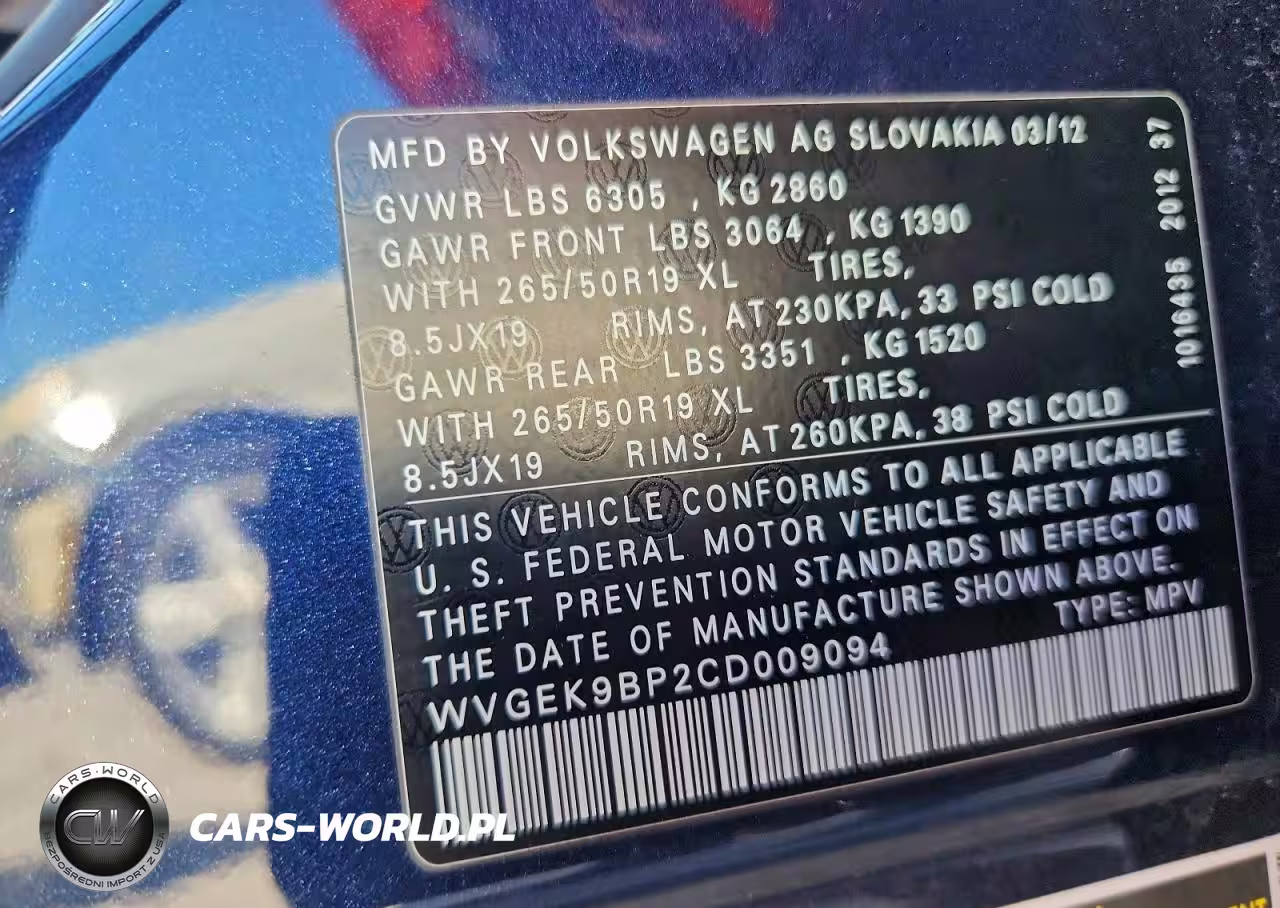 MFD BY VOLKSWAGEN AG SLOVAKIA 03/12
GVWR LBS 6305 , KG 2860
GAWR FRONT LBS 3064 , KG 1390
WITH 265/50R19 XL TIRES,
8.5JX19 RIMS, AT 230KPA, 33 PSI COLD
GAWR REAR LBS 3351 , KG 1520
WITH 265/50R19 XL TIRES,
8.5JX19 RIMS, AT 260KPA, 38 PSI COLD
1016435 2012 37
THIS VEHICLE CONFORMS TO ALL APPLICABLE
U. S. FEDERAL MOTOR VEHICLE SAFETY AND
THEFT PREVENTION STANDARDS IN EFFECT ON
THE DATE OF MANUFACTURE SHOWN ABOVE.
WVGEK9BP2CD009094 TYPE: MPV
CARS-WORLD
CW
BEZPOŚREDNI IMPORT Z USA
CARS-WORLD.PL